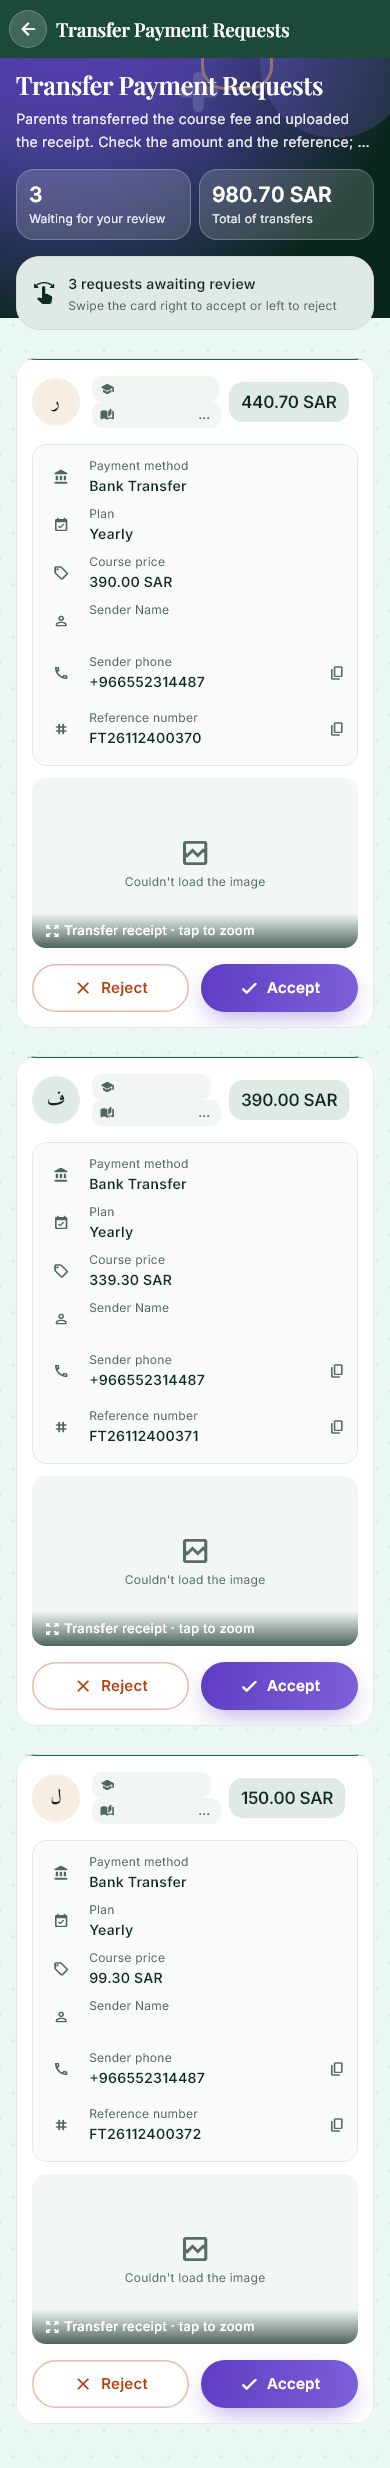 Transfer Payment Requests
Transfer Payment Requests
Parents transferred the course fee and uploaded
the receipt. Check the amount and the reference; ...
3
Waiting for your review
980.70 SAR
Total of transfers
3 requests awaiting review
Swipe the card right to accept or left to reject
ر
...
440.70 SAR
Payment method
Bank Transfer
Plan
Yearly
Course price
390.00 SAR
Sender Name
Sender phone
+966552314487
Reference number
FT26112400370
Couldn't load the image
Transfer receipt · tap to zoom
Reject
Accept
ف
...
390.00 SAR
Payment method
Bank Transfer
Plan
Yearly
Course price
339.30 SAR
Sender Name
Sender phone
+966552314487
Reference number
FT26112400371
Couldn't load the image
Transfer receipt · tap to zoom
Reject
Accept
ل
...
150.00 SAR
Payment method
Bank Transfer
Plan
Yearly
Course price
99.30 SAR
Sender Name
Sender phone
+966552314487
Reference number
FT26112400372
Couldn't load the image
Transfer receipt · tap to zoom
Reject
Accept